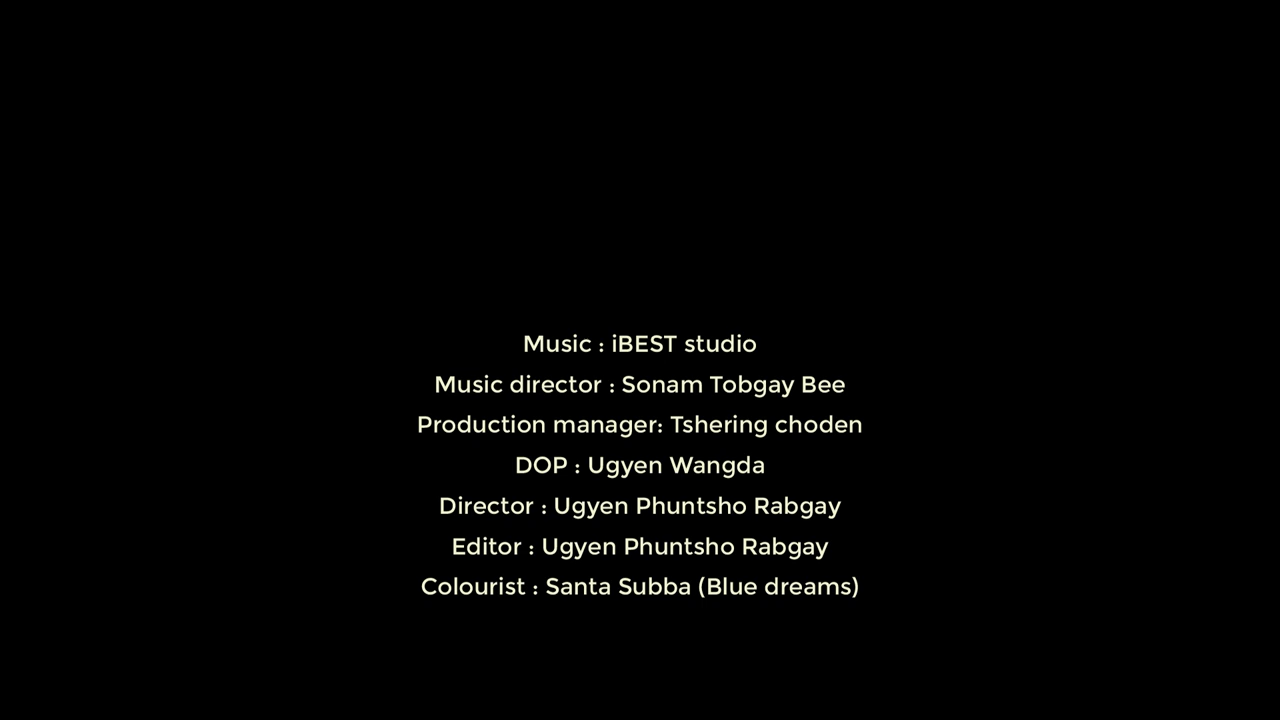 Music : iBEST studio
Music director : Sonam Tobgay Bee
Production manager: Tshering choden
DOP : Ugyen Wangda
Director : Ugyen Phuntsho Rabgay
Editor : Ugyen Phuntsho Rabgay
Colourist : Santa Subba (Blue dreams)